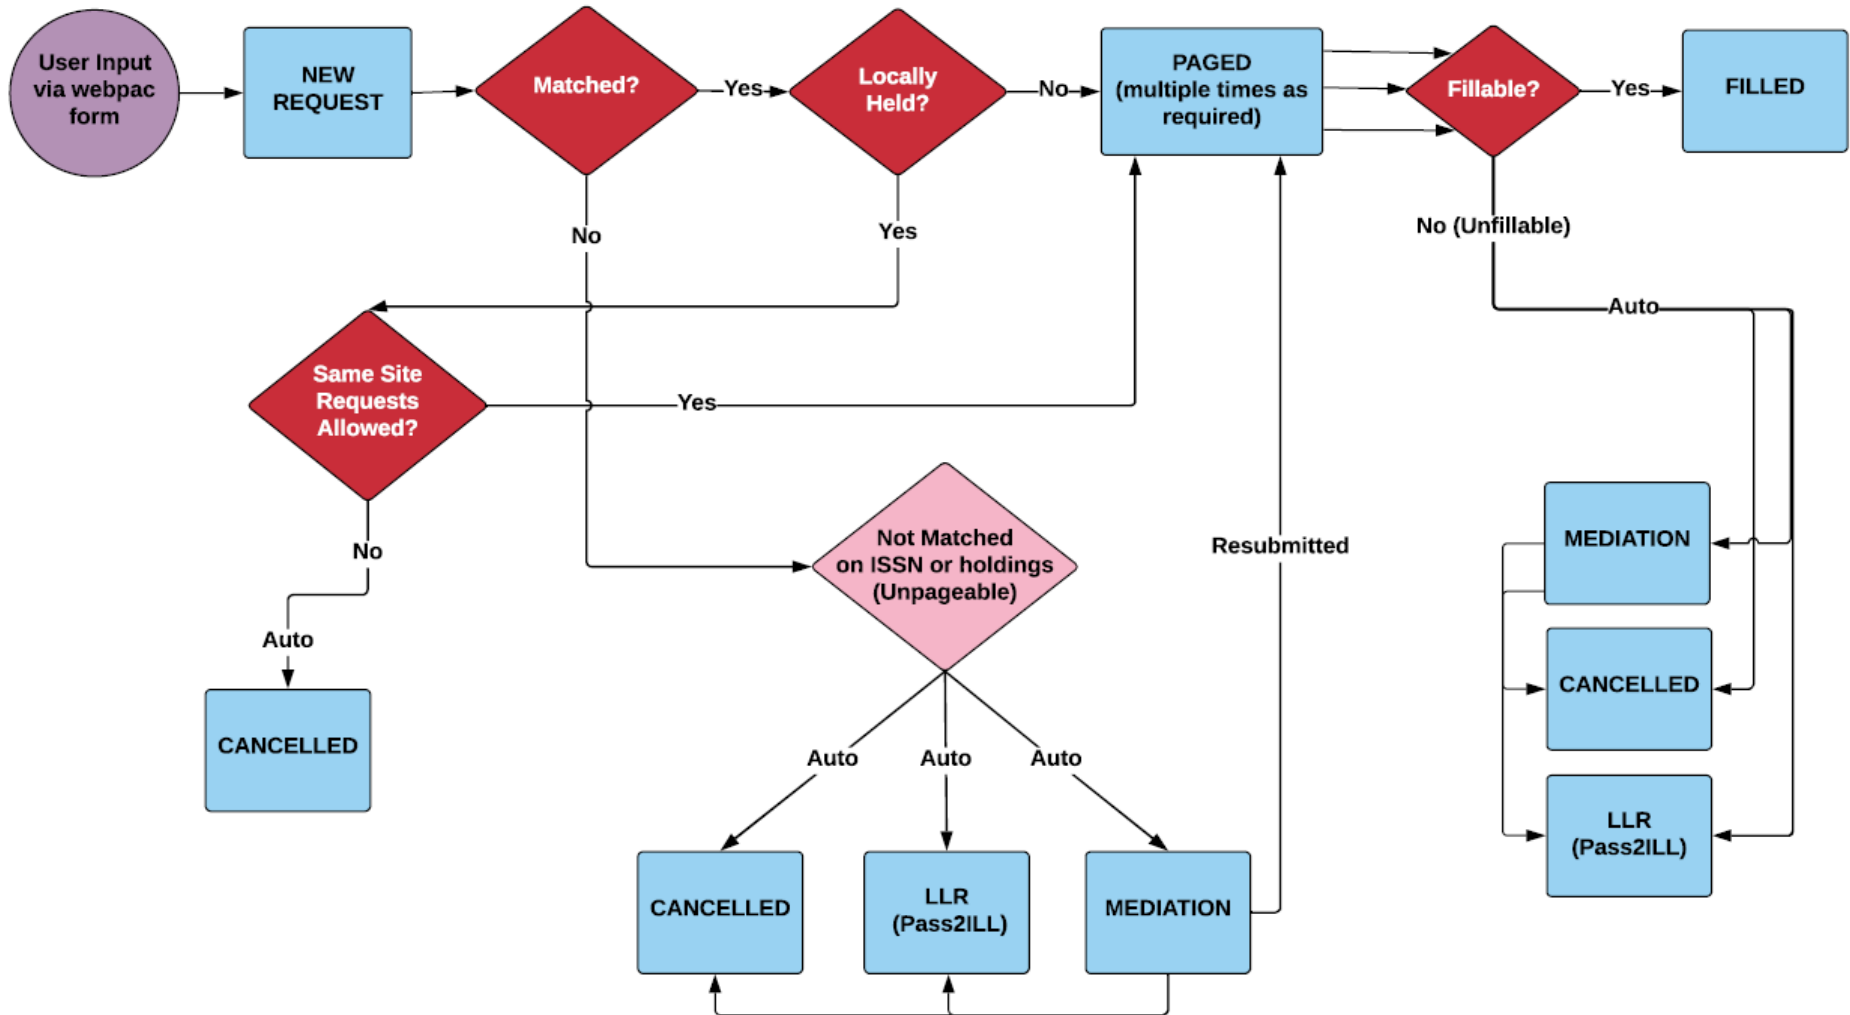 User Input
via webpac
form
NEW
REQUEST
Matched?
Yes
Locally
Held?
No
PAGED
(multiple times as
required)
Fillable?
Yes
FILLED
No
Yes
No (Unfillable)
Auto
Same Site
Requests
Allowed?
Yes
No
Auto
CANCELLED
Not Matched
on ISSN or holdings
(Unpageable)
Resubmitted
Auto
Auto
Auto
CANCELLED
LLR
(Pass2ILL)
MEDIATION
MEDIATION
CANCELLED
LLR
(Pass2ILL)